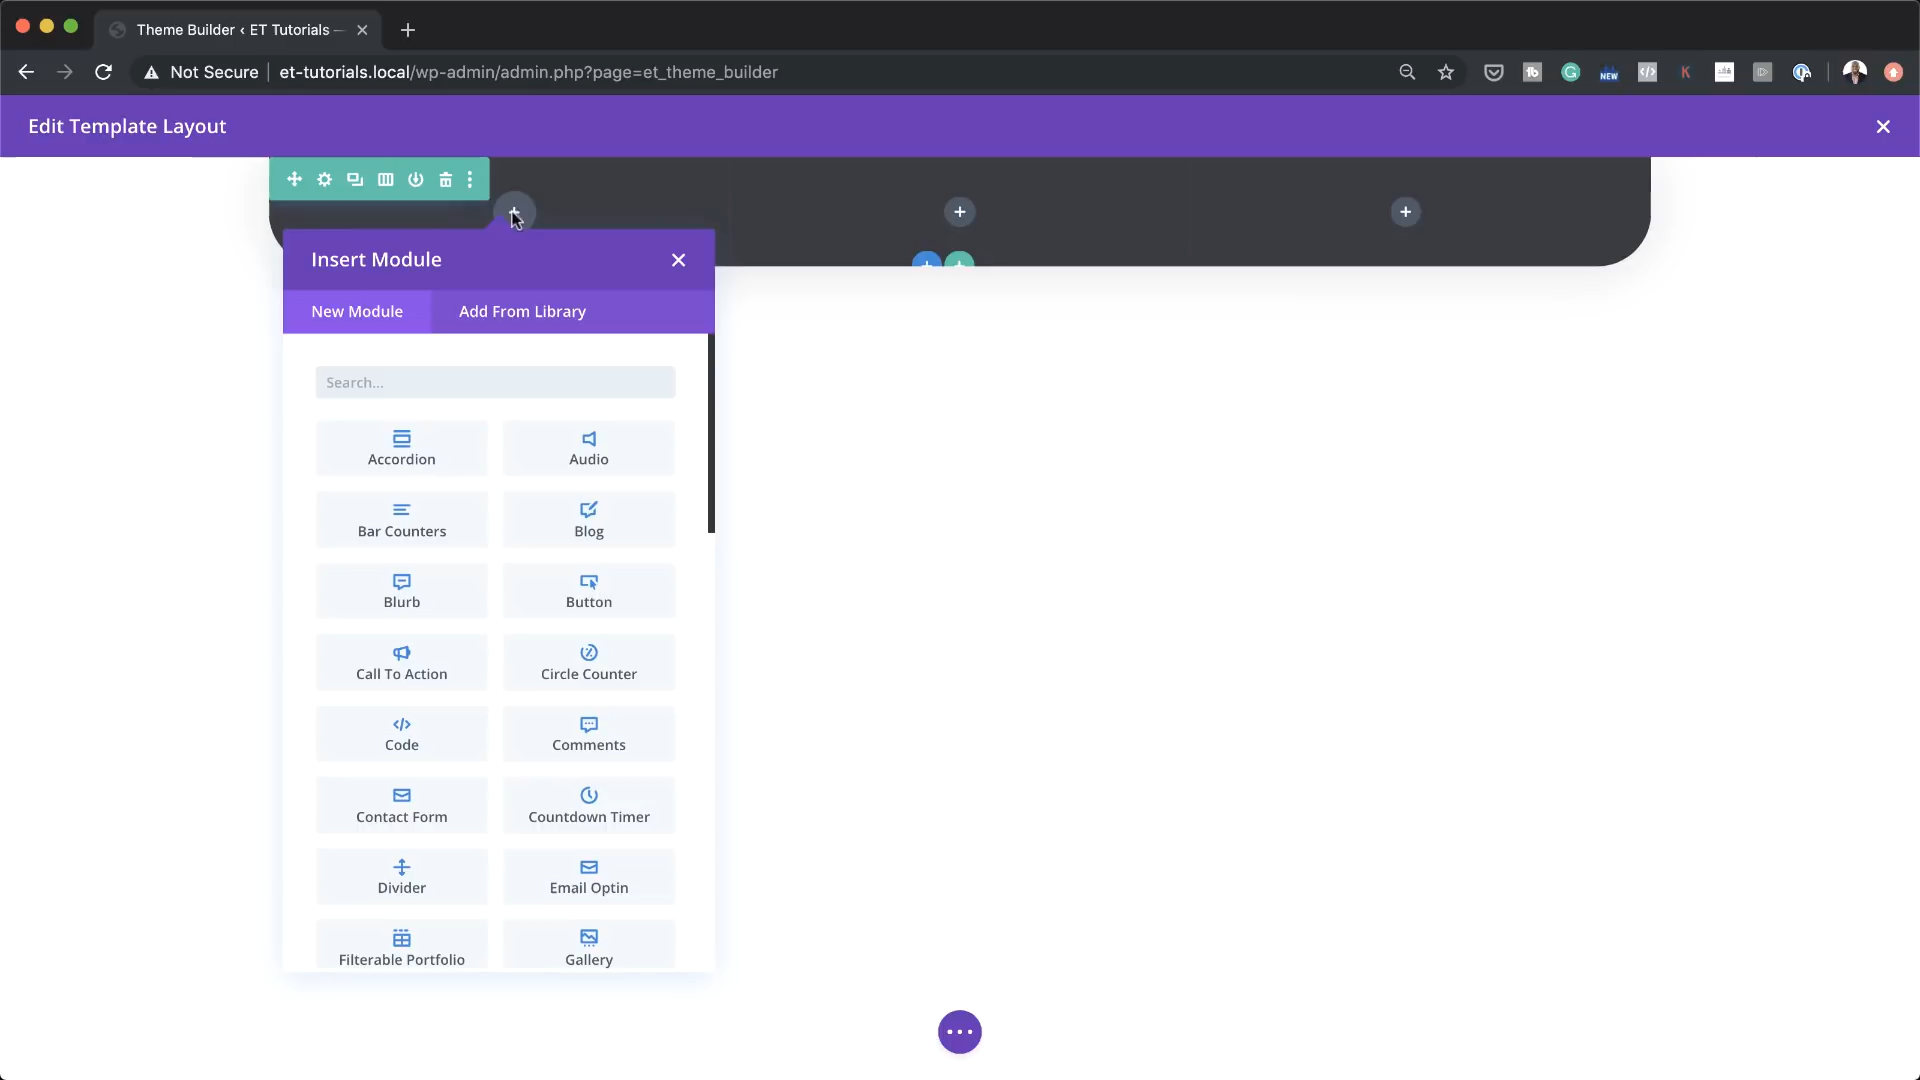 Theme Builder ‹ ET Tutorials —
Not Secure
et-tutorials.local/wp-admin/admin.php?page=et_theme_builder
NEW
K
Edit Template Layout
Insert Module
New Module
Add From Library
Search...
Accordion
Audio
Bar Counters
Blog
Blurb
Button
Call To Action
Circle Counter
Code
Comments
Contact Form
Countdown Timer
Divider
Email Optin
Filterable Portfolio
Gallery